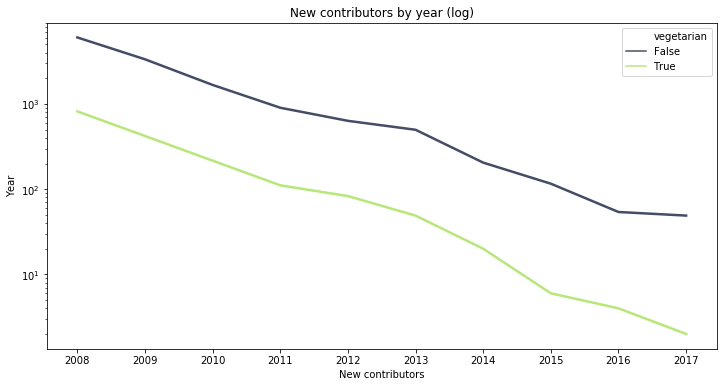 New contributors by year (log)
vegetarian
False
True
10³
10²
10¹
Year
2008 2009 2010 2011 2012 2013 2014 2015 2016 2017
New contributors